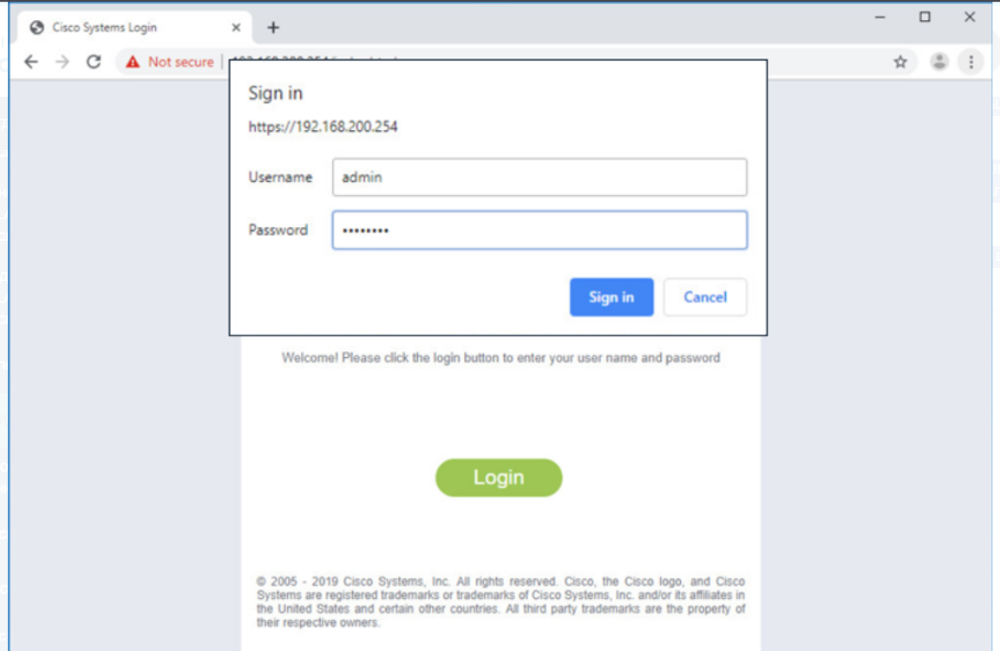 Cisco Systems Login
Not secure
Sign in
https://192.168.200.254
Username admin
Password ••••••••
Sign in Cancel
Welcome! Please click the login button to enter your user name and password
Login
© 2005 - 2019 Cisco Systems, Inc. All rights reserved. Cisco, the Cisco logo, and Cisco
Systems are registered trademarks or trademarks of Cisco Systems, Inc. and/or its affiliates in
the United States and certain other countries. All third party trademarks are the property of
their respective owners.